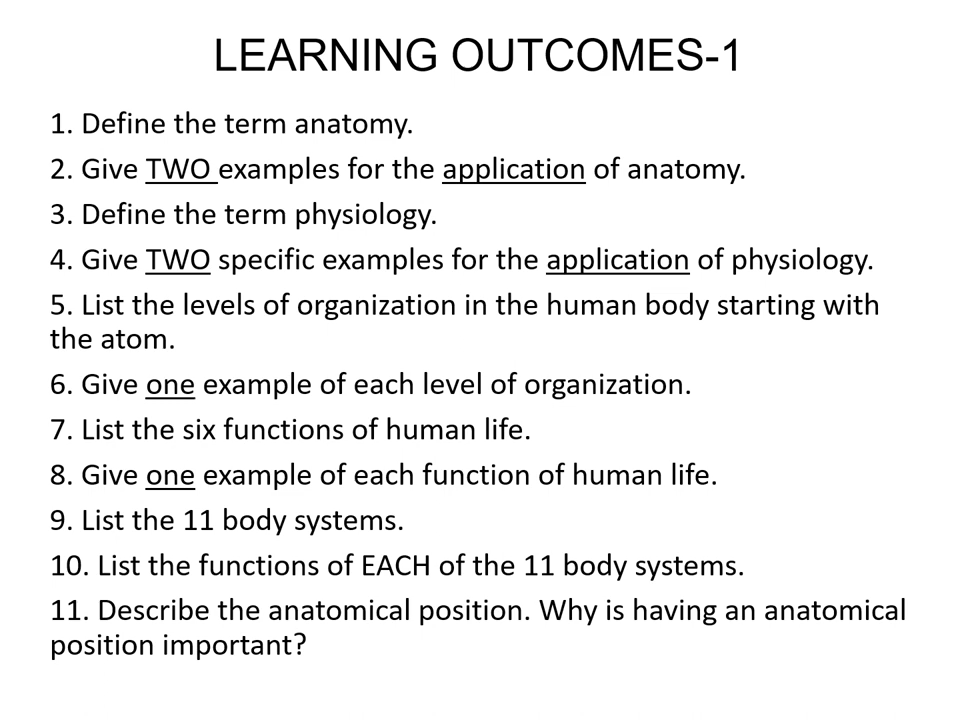 LEARNING OUTCOMES-1
1. Define the term anatomy.
2. Give TWO examples for the application of anatomy.
3. Define the term physiology.
4. Give TWO specific examples for the application of physiology.
5. List the levels of organization in the human body starting with
the atom.
6. Give one example of each level of organization.
7. List the six functions of human life.
8. Give one example of each function of human life.
9. List the 11 body systems.
10. List the functions of EACH of the 11 body systems.
11. Describe the anatomical position. Why is having an anatomical
position important?